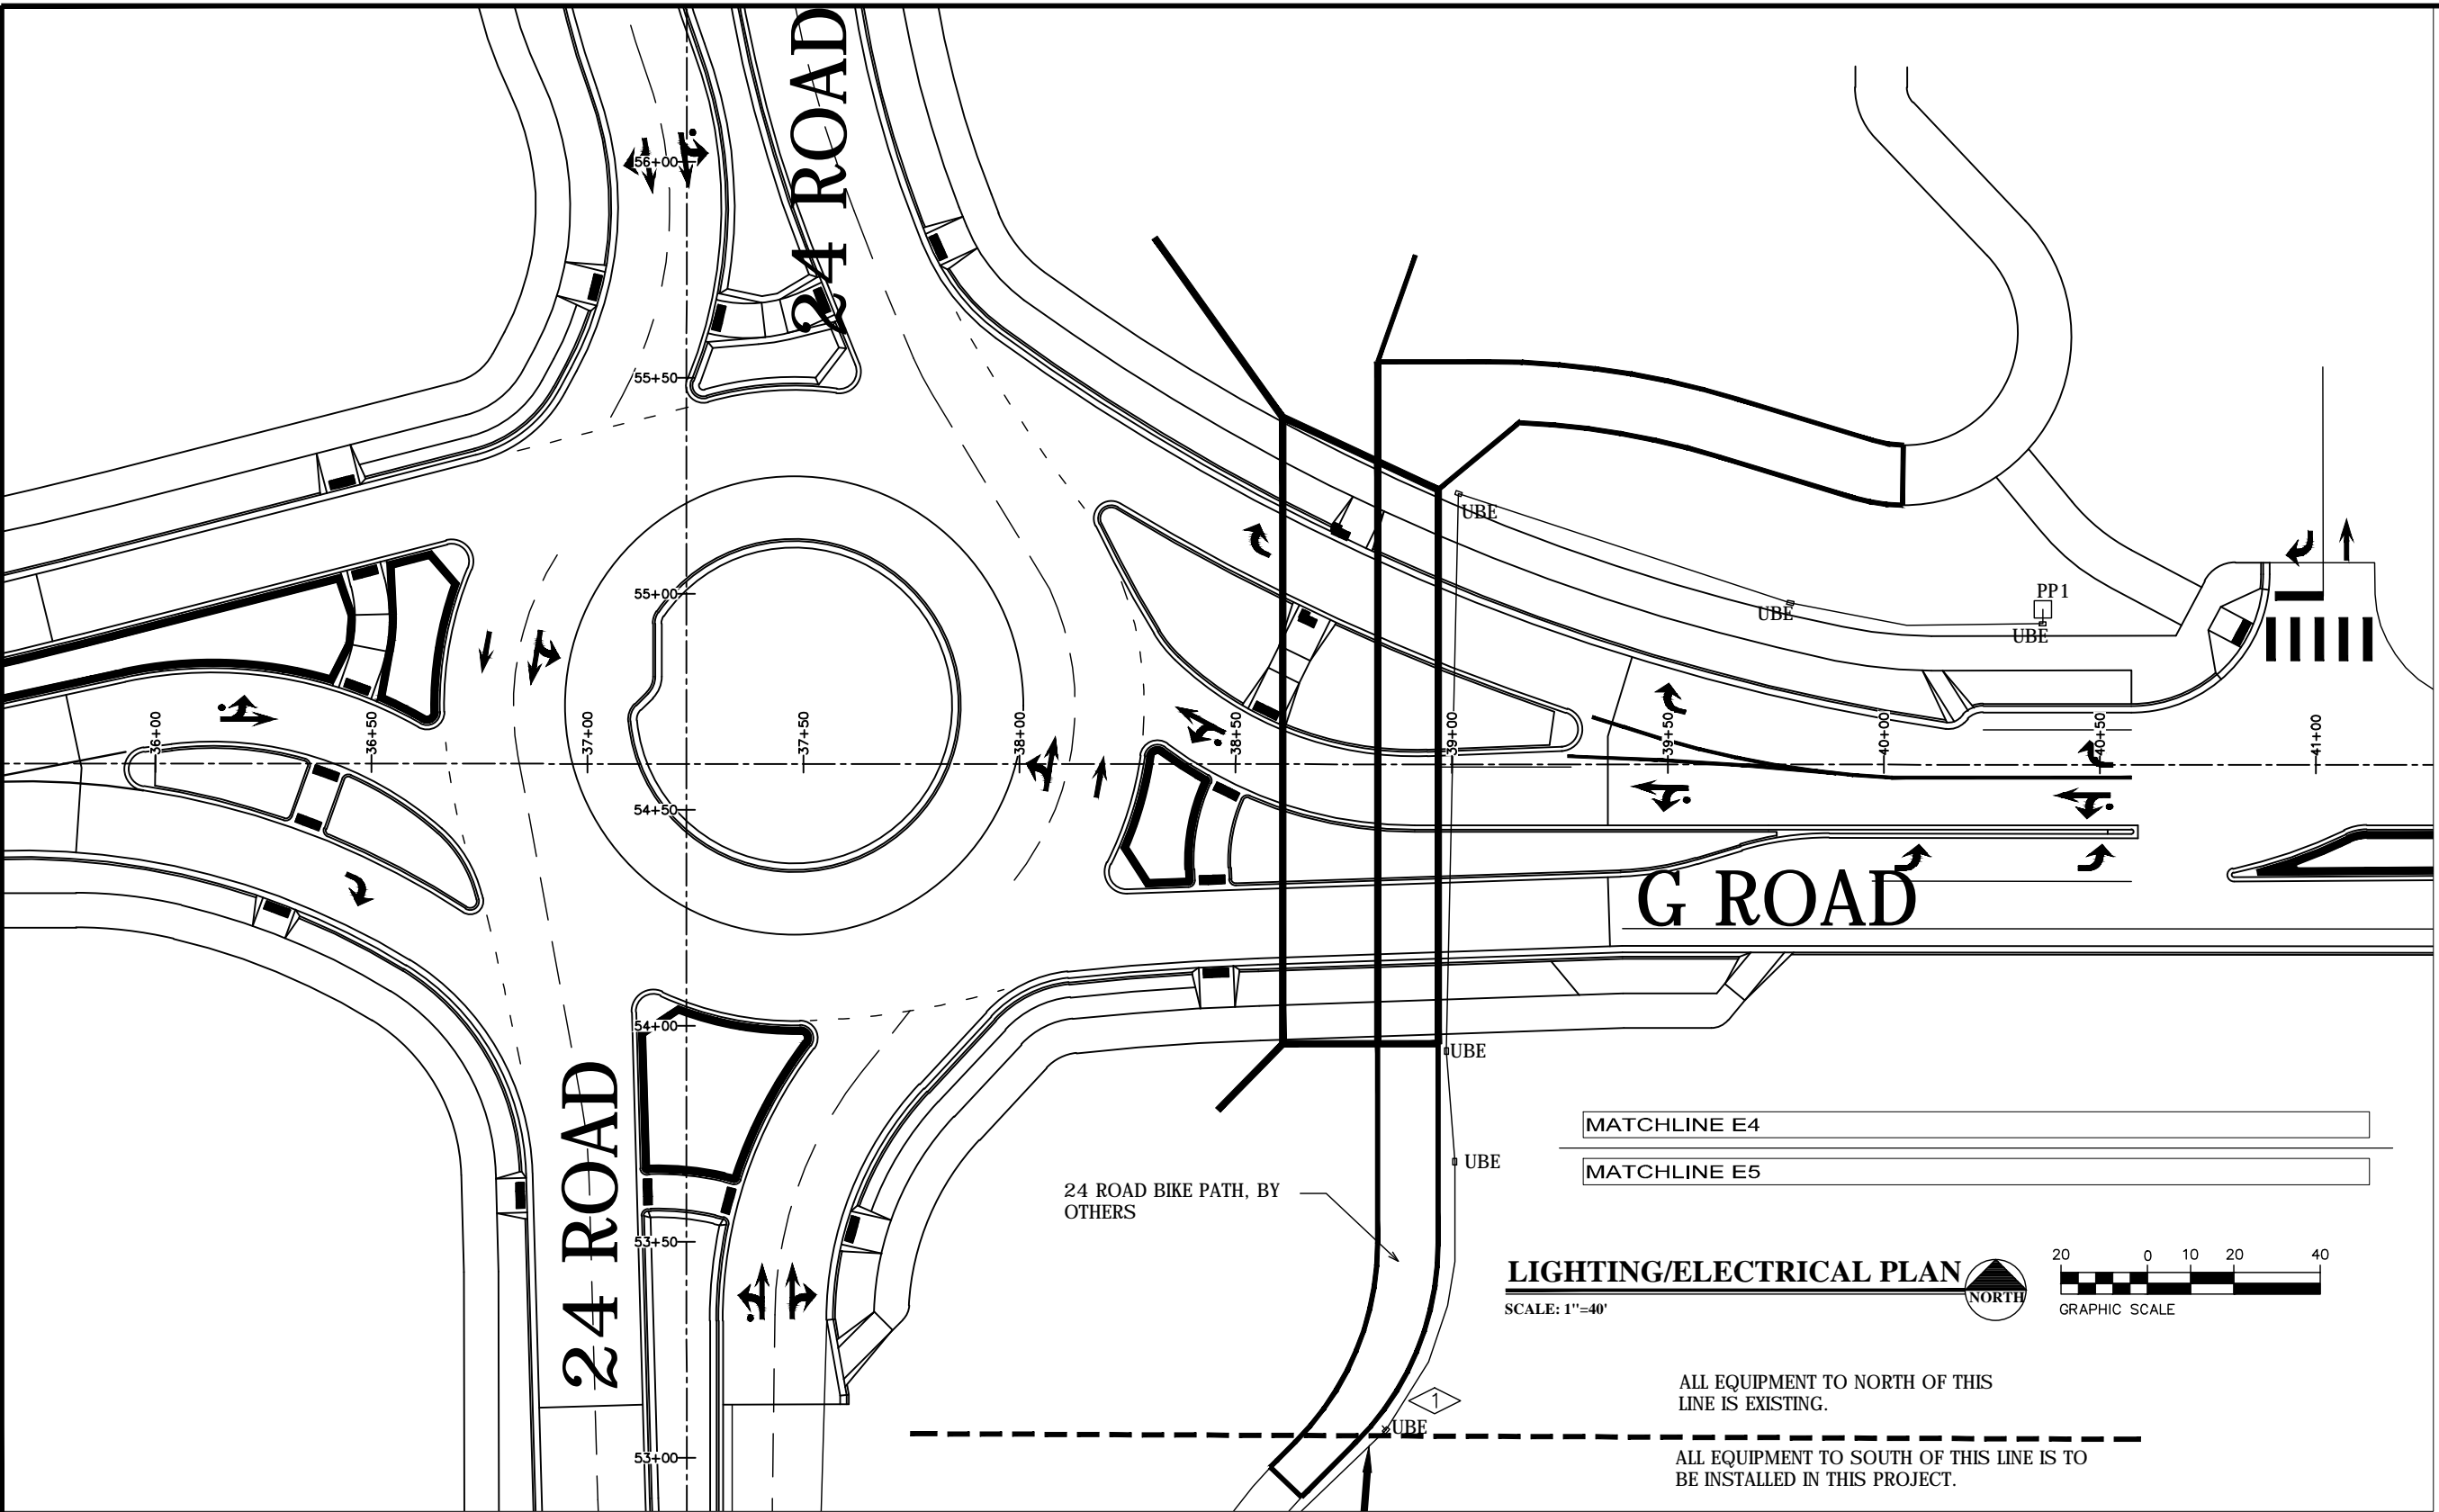 24 ROAD
56+00
55+50
UBE
55+00
UBE
PP1
UBE
36+00
36+50
37+00
37+50
38+00
38+50
39+00
39+50
40+00
40+50
41+00
54+50
G ROAD
54+00
UBE
24 ROAD
MATCHLINE E4
MATCHLINE E5
UBE
24 ROAD BIKE PATH, BY
OTHERS
53+50
LIGHTING/ELECTRICAL PLAN
SCALE: 1"=40'
NORTH
20 0 10 20 40
GRAPHIC SCALE
ALL EQUIPMENT TO NORTH OF THIS
LINE IS EXISTING.
1
UBE
53+00
ALL EQUIPMENT TO SOUTH OF THIS LINE IS TO
BE INSTALLED IN THIS PROJECT.